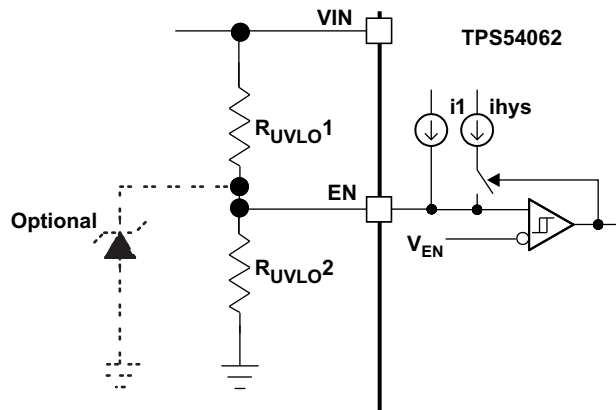 VIN
TPS54062
i1 ihys
RUVLO1
EN
Optional
VEN
RUVLO2